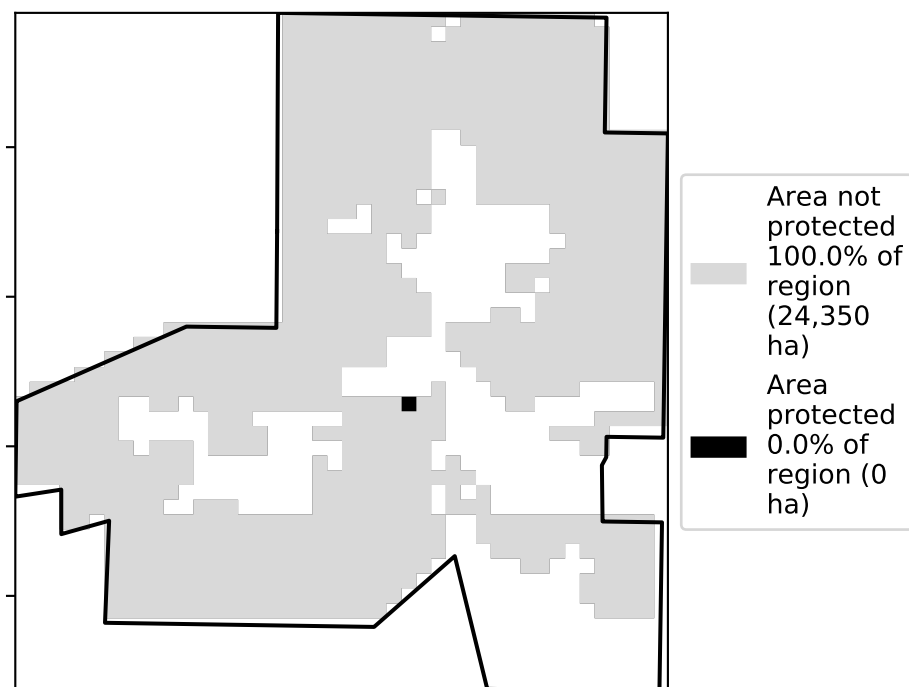 Area not
protected
100.0% of
region
(24,350
ha)
Area
protected
0.0% of
region (0
ha)